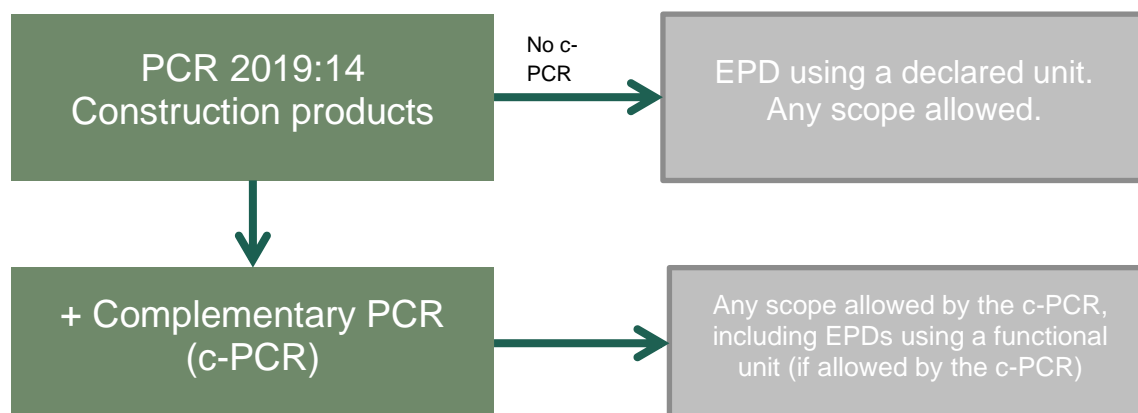 PCR 2019:14
Construction products
No c-
PCR
EPD using a declared unit.
Any scope allowed.
+ Complementary PCR
(c-PCR)
Any scope allowed by the c-PCR,
including EPDs using a functional
unit (if allowed by the c-PCR)